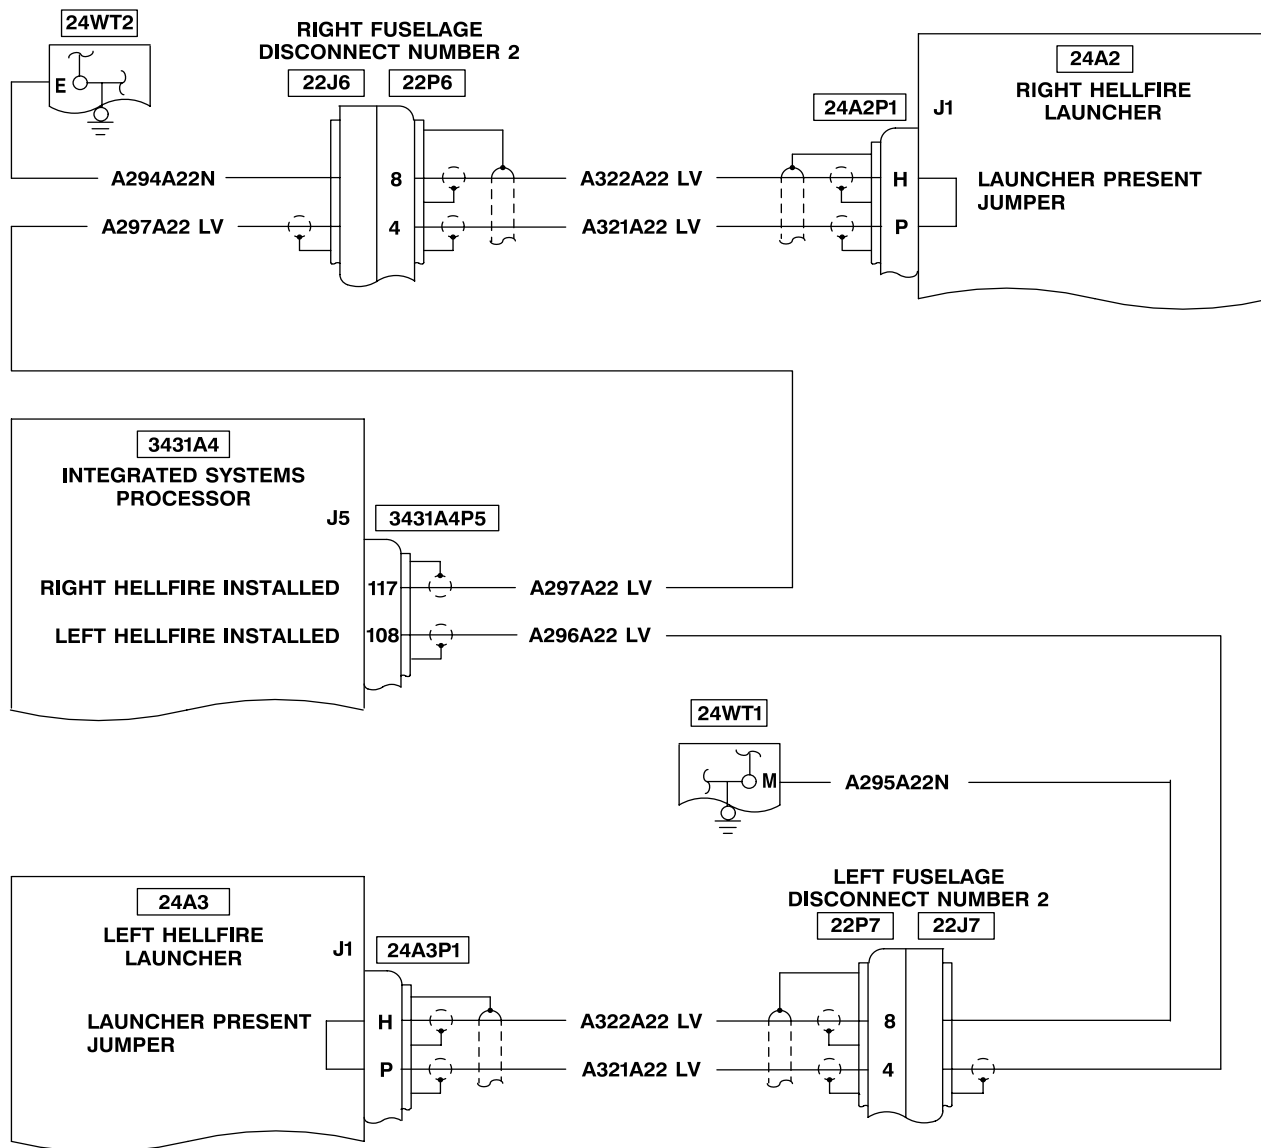 24WT2
E
RIGHT FUSELAGE
DISCONNECT NUMBER 2
22J6 22P6
24A2P1
J1
24A2
RIGHT HELLFIRE
LAUNCHER
A294A22N
8
A322A22 LV
H
LAUNCHER PRESENT
JUMPER
A297A22 LV
4
A321A22 LV
P
3431A4
INTEGRATED SYSTEMS
PROCESSOR
J5
3431A4P5
RIGHT HELLFIRE INSTALLED
117
A297A22 LV
LEFT HELLFIRE INSTALLED
108
A296A22 LV
24WT1
M
A295A22N
24A3
LEFT HELLFIRE
LAUNCHER
J1
24A3P1
LEFT FUSELAGE
DISCONNECT NUMBER 2
22P7 22J7
LAUNCHER PRESENT
JUMPER
H
A322A22 LV
8
P
A321A22 LV
4